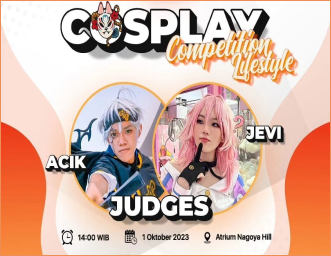 COSPLAY
Competition
Lifestyle
ACIK
JEVI
JUDGES
14:00 WIB
1 Oktober 2023
Atrium Nagoya Hill